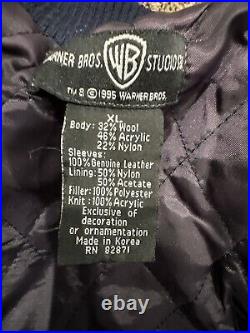 WARNER BROS. STUDIO
WB
TM & © 1995 WARNER BROS.
XL
Body: 32% Wool
46% Acrylic
22% Nylon
Sleeves:
100% Genuine Leather
Lining: 50% Nylon
50% Acetate
Filler: 100% Polyester
Knit: 100% Acrylic
Exclusive of
decoration
or ornamentation
Made in Korea
RN 82871